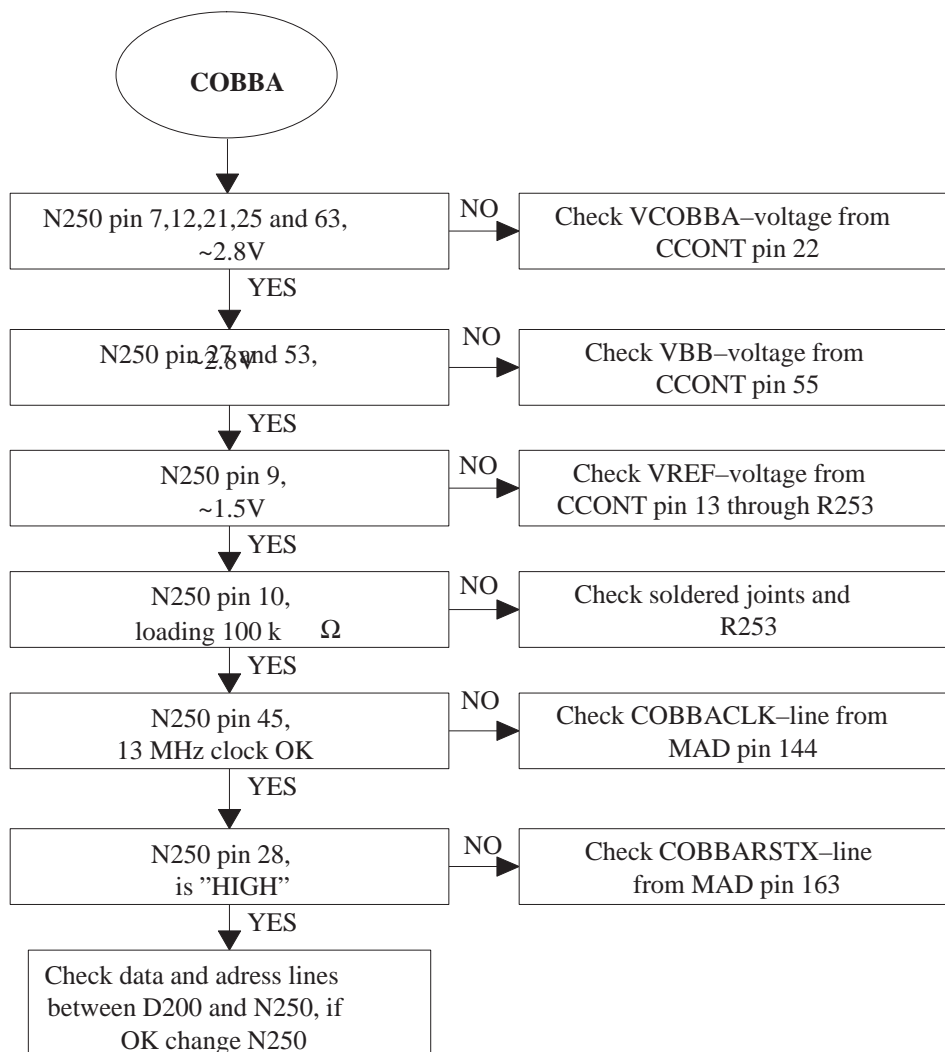 COBBA
N250 pin 7,12,21,25 and 63,
~2.8V
NO
Check VCOBBA–voltage from
CCONT pin 22
YES
N250 pin 27 and 53,
~2.8V
NO
Check VBB–voltage from
CCONT pin 55
YES
N250 pin 9,
~1.5V
NO
Check VREF–voltage from
CCONT pin 13 through R253
YES
N250 pin 10,
loading 100 k Ω
NO
Check soldered joints and
R253
YES
N250 pin 45,
13 MHz clock OK
NO
Check COBBACLK–line from
MAD pin 144
YES
N250 pin 28,
is ”HIGH”
NO
Check COBBARSTX–line
from MAD pin 163
YES
Check data and adress lines
between D200 and N250, if
OK change N250